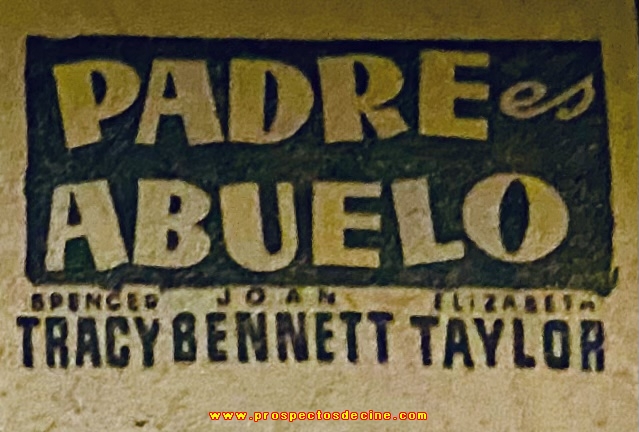 PADRE es
ABUELO
SPENCER JOAN ELIZABETH
TRACY BENNETT TAYLOR
www.prospectosdecine.com